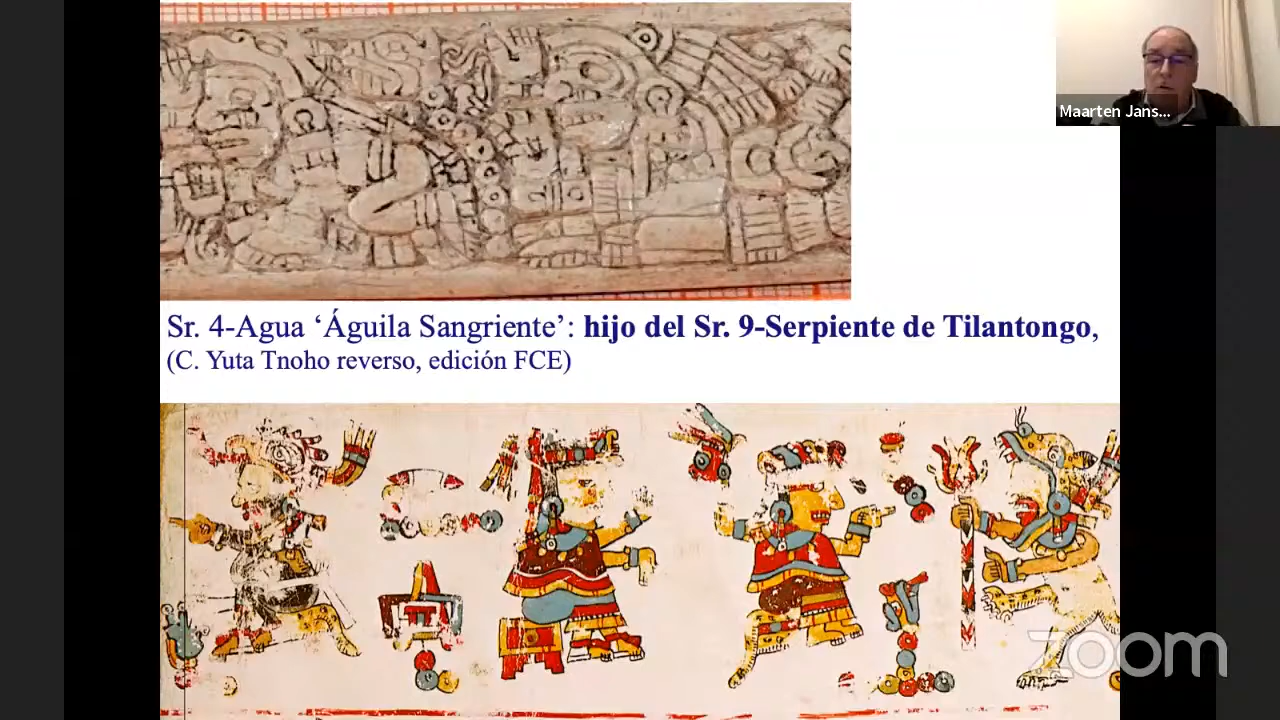 Maarten Jans...
Sr. 4-Agua ‘Águila Sangriente’: hijo del Sr. 9-Serpiente de Tilantongo,
(C. Yuta Tnoho reverso, edición FCE)
zoom